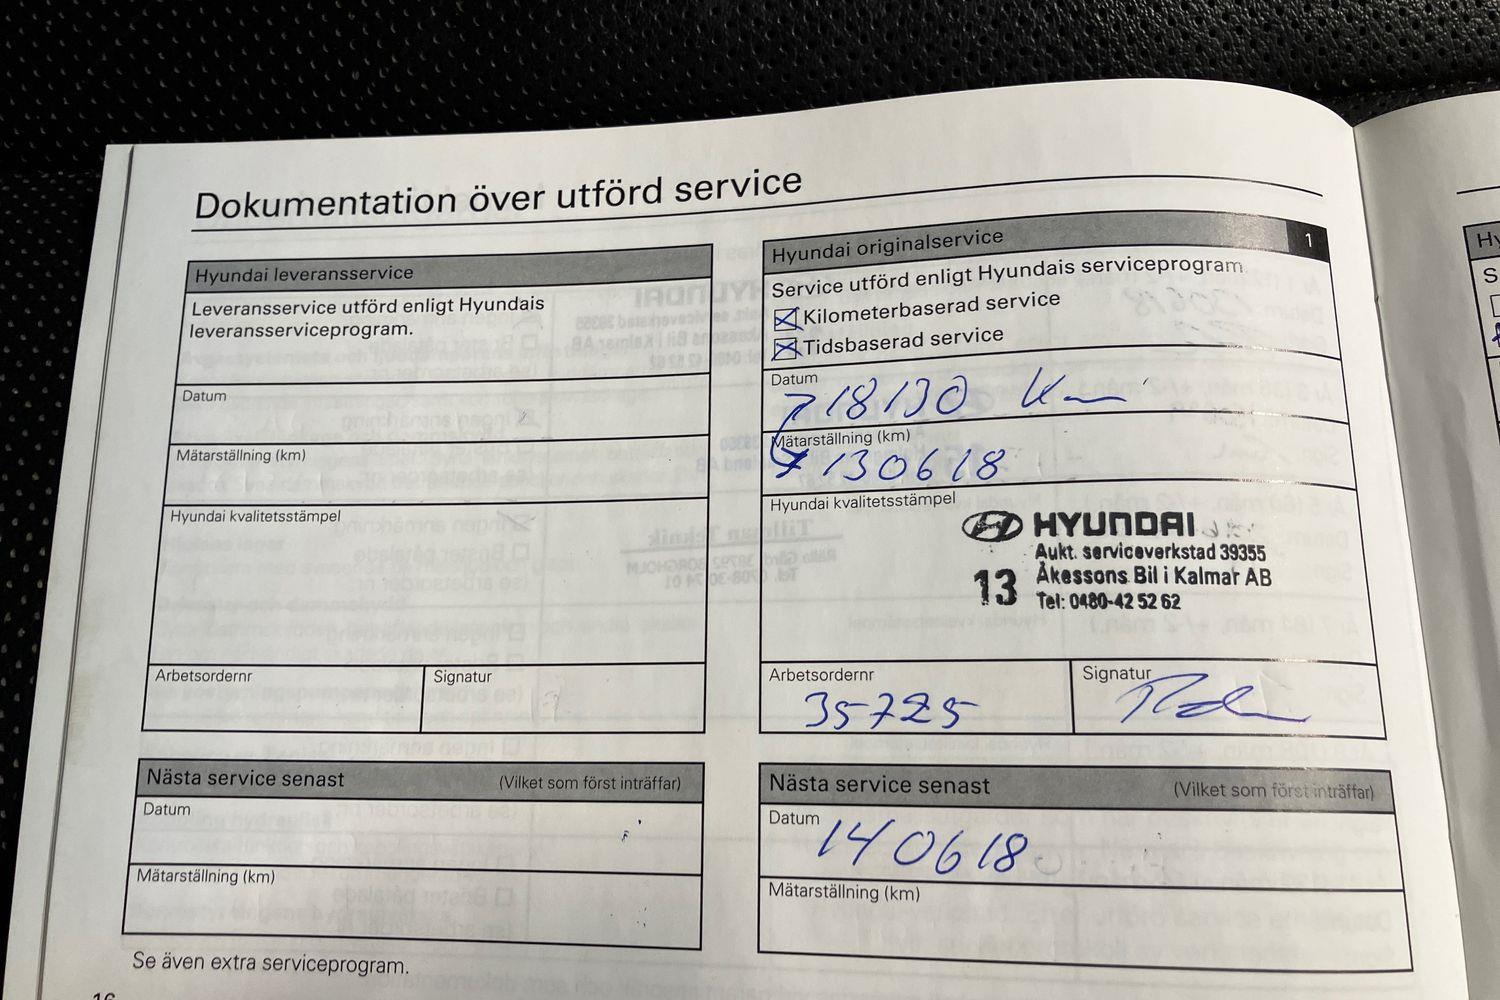 Dokumentation över utförd service
Hyundai leveransservice
Leveransservice utförd enligt Hyundais
leveransserviceprogram.
Datum
Mätarställning (km)
Hyundai kvalitetsstämpel
Arbetsordernr
Signatur
Nästa service senast (Vilket som först inträffar)
Datum
Mätarställning (km)
Se även extra serviceprogram.
16
Hyundai originalservice 1
Service utförd enligt Hyundais serviceprogram.
Kilometerbaserad service
Tidsbaserad service
Datum
18130 Km
Mätarställning (km)
130618
Hyundai kvalitetsstämpel
HYUNDAI
Aukt. serviceverkstad 39355
13 Åkessons Bil i Kalmar AB
Tel: 0480-42 52 62
Arbetsordernr
35725
Signatur
Nästa service senast (Vilket som först inträffar)
Datum
140618
Mätarställning (km)